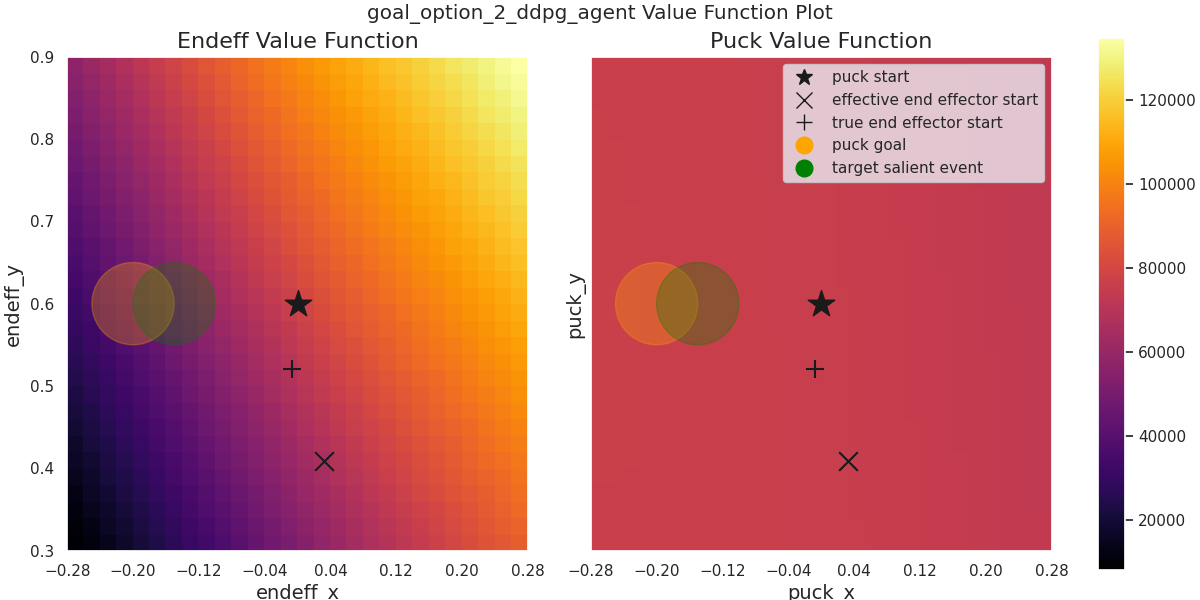 goal_option_2_ddpg_agent Value Function Plot
Endeff Value Function
0.9
0.8
0.7
0.6
0.5
0.4
0.3
endeff_y
−0.28 −0.20 −0.12 −0.04 0.04 0.12 0.20 0.28
endeff_x
Puck Value Function
puck start
effective end effector start
true end effector start
puck goal
target salient event
puck_y
−0.28 −0.20 −0.12 −0.04 0.04 0.12 0.20 0.28
puck_x
120000
100000
80000
60000
40000
20000